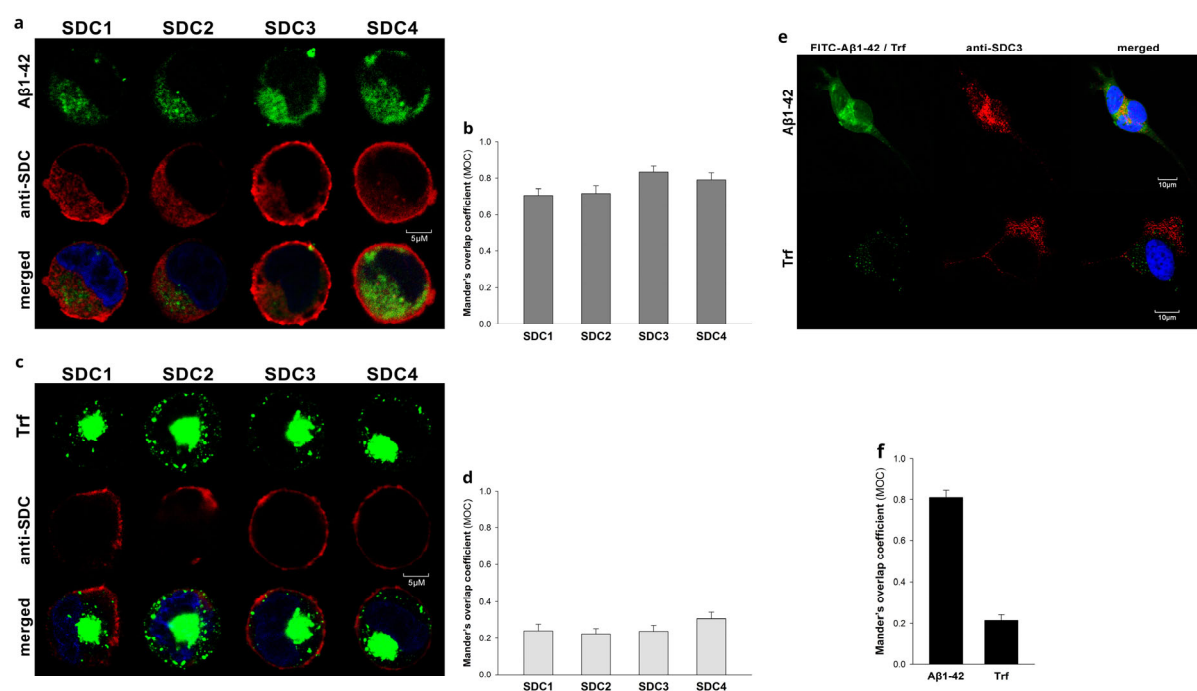 a
SDC1 SDC2 SDC3 SDC4
Aβ1-42
anti-SDC
merged
5μM
b
Mander's overlap coefficient (MOC)
1.0
0.8
0.6
0.4
0.2
0.0
SDC1 SDC2 SDC3 SDC4
c
SDC1 SDC2 SDC3 SDC4
Trf
anti-SDC
merged
5μM
d
Mander's overlap coefficient (MOC)
1.0
0.8
0.6
0.4
0.2
0.0
SDC1 SDC2 SDC3 SDC4
e
FITC-Aβ1-42 / Trf anti-SDC3 merged
Aβ1-42
10μm
Trf
10μm
f
Mander's overlap coefficient (MOC)
1.0
0.8
0.6
0.4
0.2
0.0
Aβ1-42 Trf